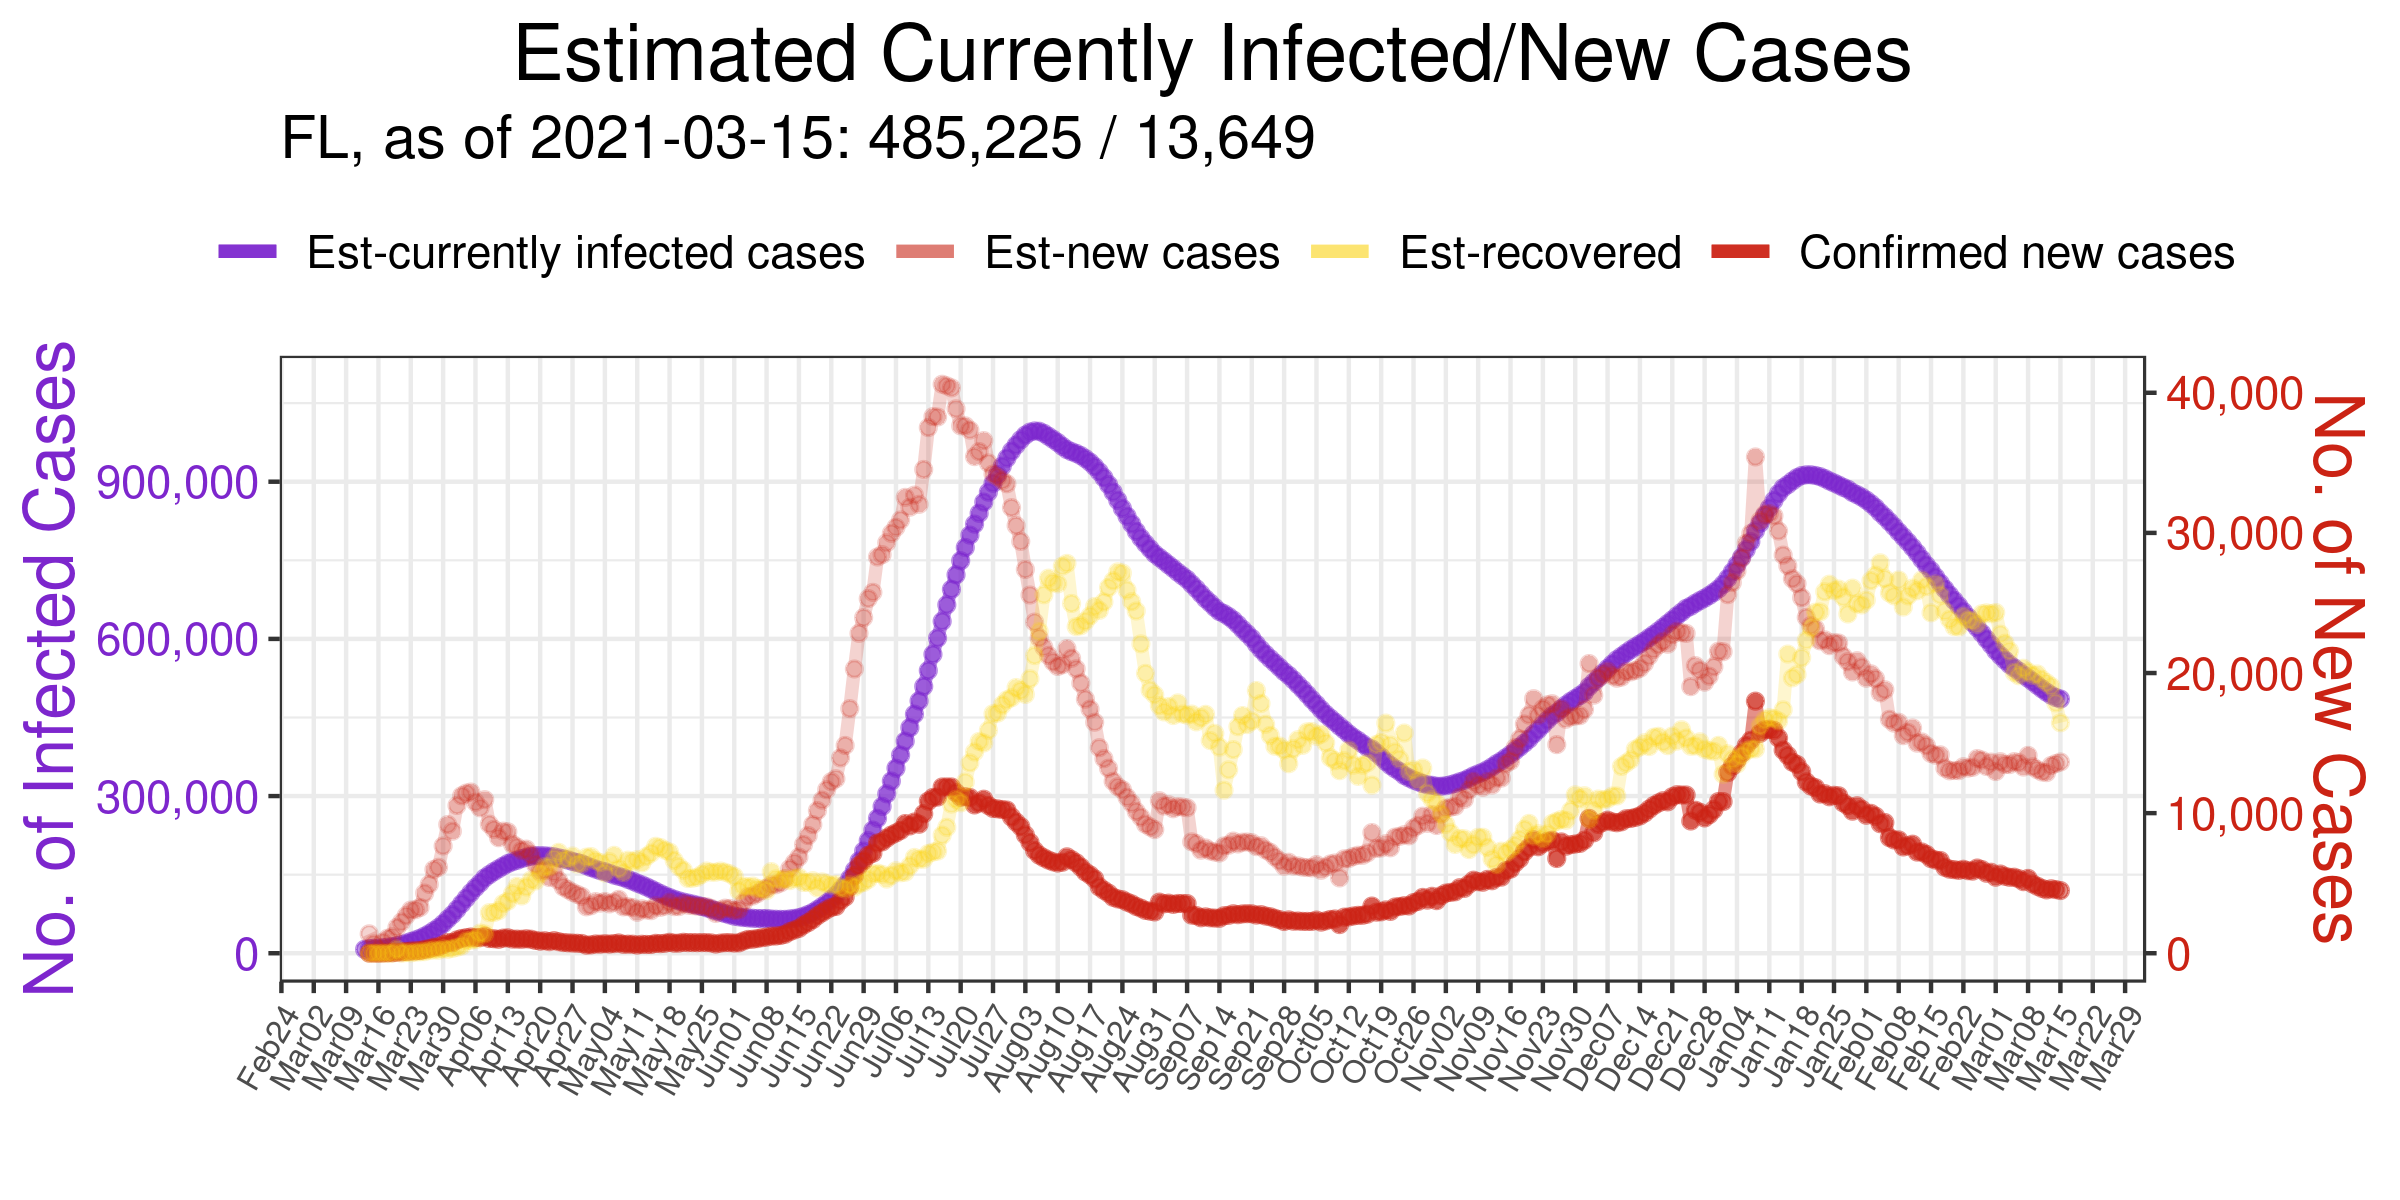 Estimated Currently Infected/New Cases
FL, as of 2021-03-15: 485,225 / 13,649
Est-currently infected cases Est-new cases Est-recovered Confirmed new cases
No. of Infected Cases
900,000
600,000
300,000
0
40,000
30,000
20,000
10,000
0
No. of New Cases
Feb24 Mar02 Mar09 Mar16 Mar23 Mar30 Apr06 Apr13 Apr20 Apr27 May04 May11 May18 May25 Jun01 Jun08 Jun15 Jun22 Jun29 Jul06 Jul13 Jul20 Jul27 Aug03 Aug10 Aug17 Aug24 Aug31 Sep07 Sep14 Sep21 Sep28 Oct05 Oct12 Oct19 Oct26 Nov02 Nov09 Nov16 Nov23 Nov30 Dec07 Dec14 Dec21 Dec28 Jan04 Jan11 Jan18 Jan25 Feb01 Feb08 Feb15 Feb22 Mar01 Mar08 Mar15 Mar22 Mar29